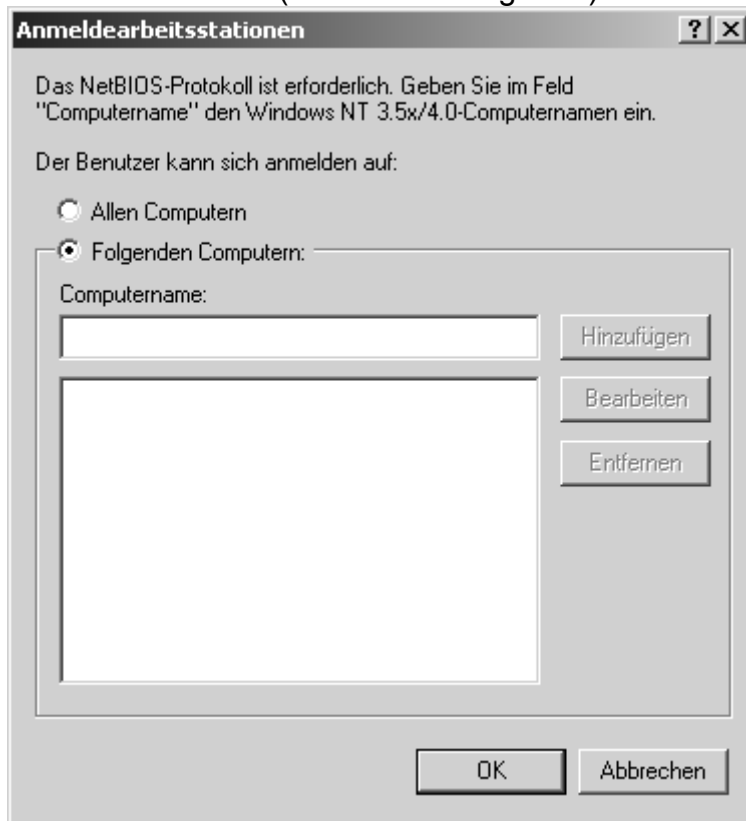 Anmeldearbeitsstationen
Das NetBIOS-Protokoll ist erforderlich. Geben Sie im Feld
"Computername" den Windows NT 3.5x/4.0-Computernamen ein.
Der Benutzer kann sich anmelden auf:
Allen Computern
Folgenden Computern:
Computername:
Hinzufügen
Bearbeiten
Entfernen
OK Abbrechen